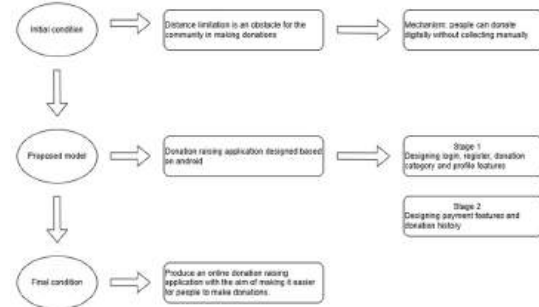 Initial condition
Distance limitation is an obstacle for the
community in making donations
Mechanism: people can donate
digitally without collecting manually
Proposed model
Donation raising application designed based
on android
Stage 1
Designing login, register, donation
category and profile features
Stage 2
Designing payment features and
donation history
Final condition
Produce an online donation raising
application with the aim of making it easier
for people to make donations.